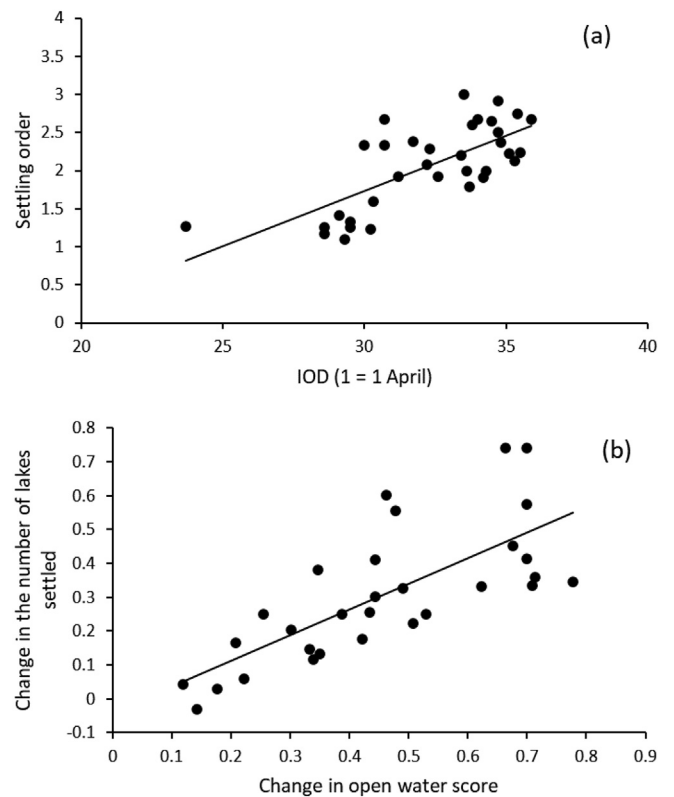 (a)
4
3.5
3
2.5
2
1.5
1
0.5
0
Settling order
20 25 30 35 40
IOD (1 = 1 April)
(b)
0.8
0.7
0.6
0.5
0.4
0.3
0.2
0.1
0
-0.1
Change in the number of lakes
settled
0 0.1 0.2 0.3 0.4 0.5 0.6 0.7 0.8 0.9
Change in open water score